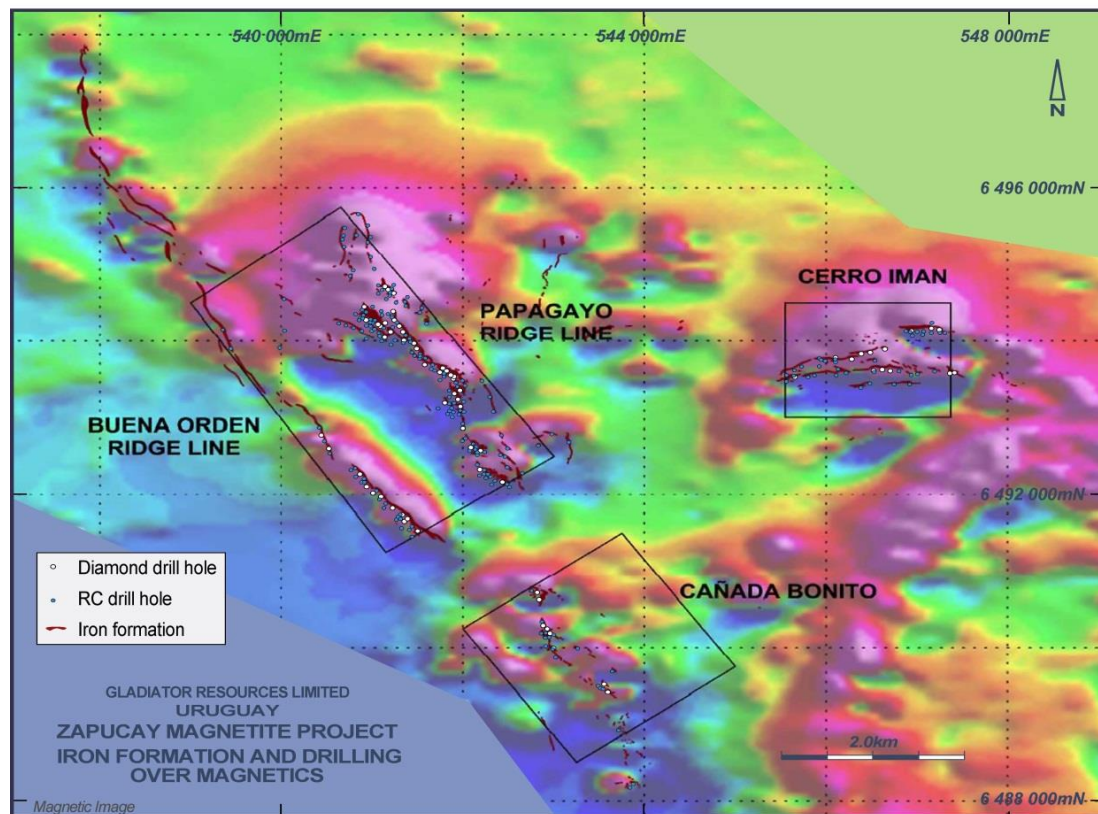 540 000mE
544 000mE
548 000mE
N
6 496 000mN
CERRO IMAN
PAPAGAYO
RIDGE LINE
BUENA ORDEN
RIDGE LINE
6 492 000mN
Diamond drill hole
RC drill hole
Iron formation
CAÑADA BONITO
GLADIATOR RESOURCES LIMITED
URUGUAY
ZAPUCAY MAGNETITE PROJECT
IRON FORMATION AND DRILLING
OVER MAGNETICS
2.0km
Magnetic Image
6 488 000mN